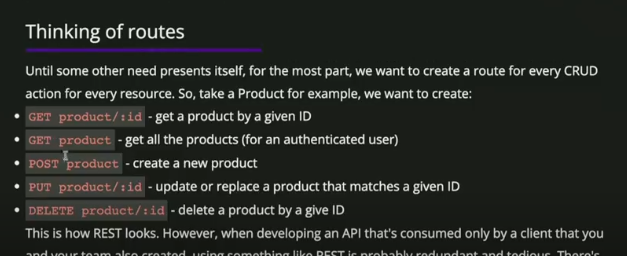 Thinking of routes
Until some other need presents itself, for the most part, we want to create a route for every CRUD
action for every resource. So, take a Product for example, we want to create:
• GET product/:id - get a product by a given ID
• GET product - get all the products (for an authenticated user)
• POST product - create a new product
• PUT product/:id - update or replace a product that matches a given ID
• DELETE product/:id - delete a product by a give ID
This is how REST looks. However, when developing an API that's consumed only by a client that you
and your team also created, using something like REST is probably redundant and tedious. There's